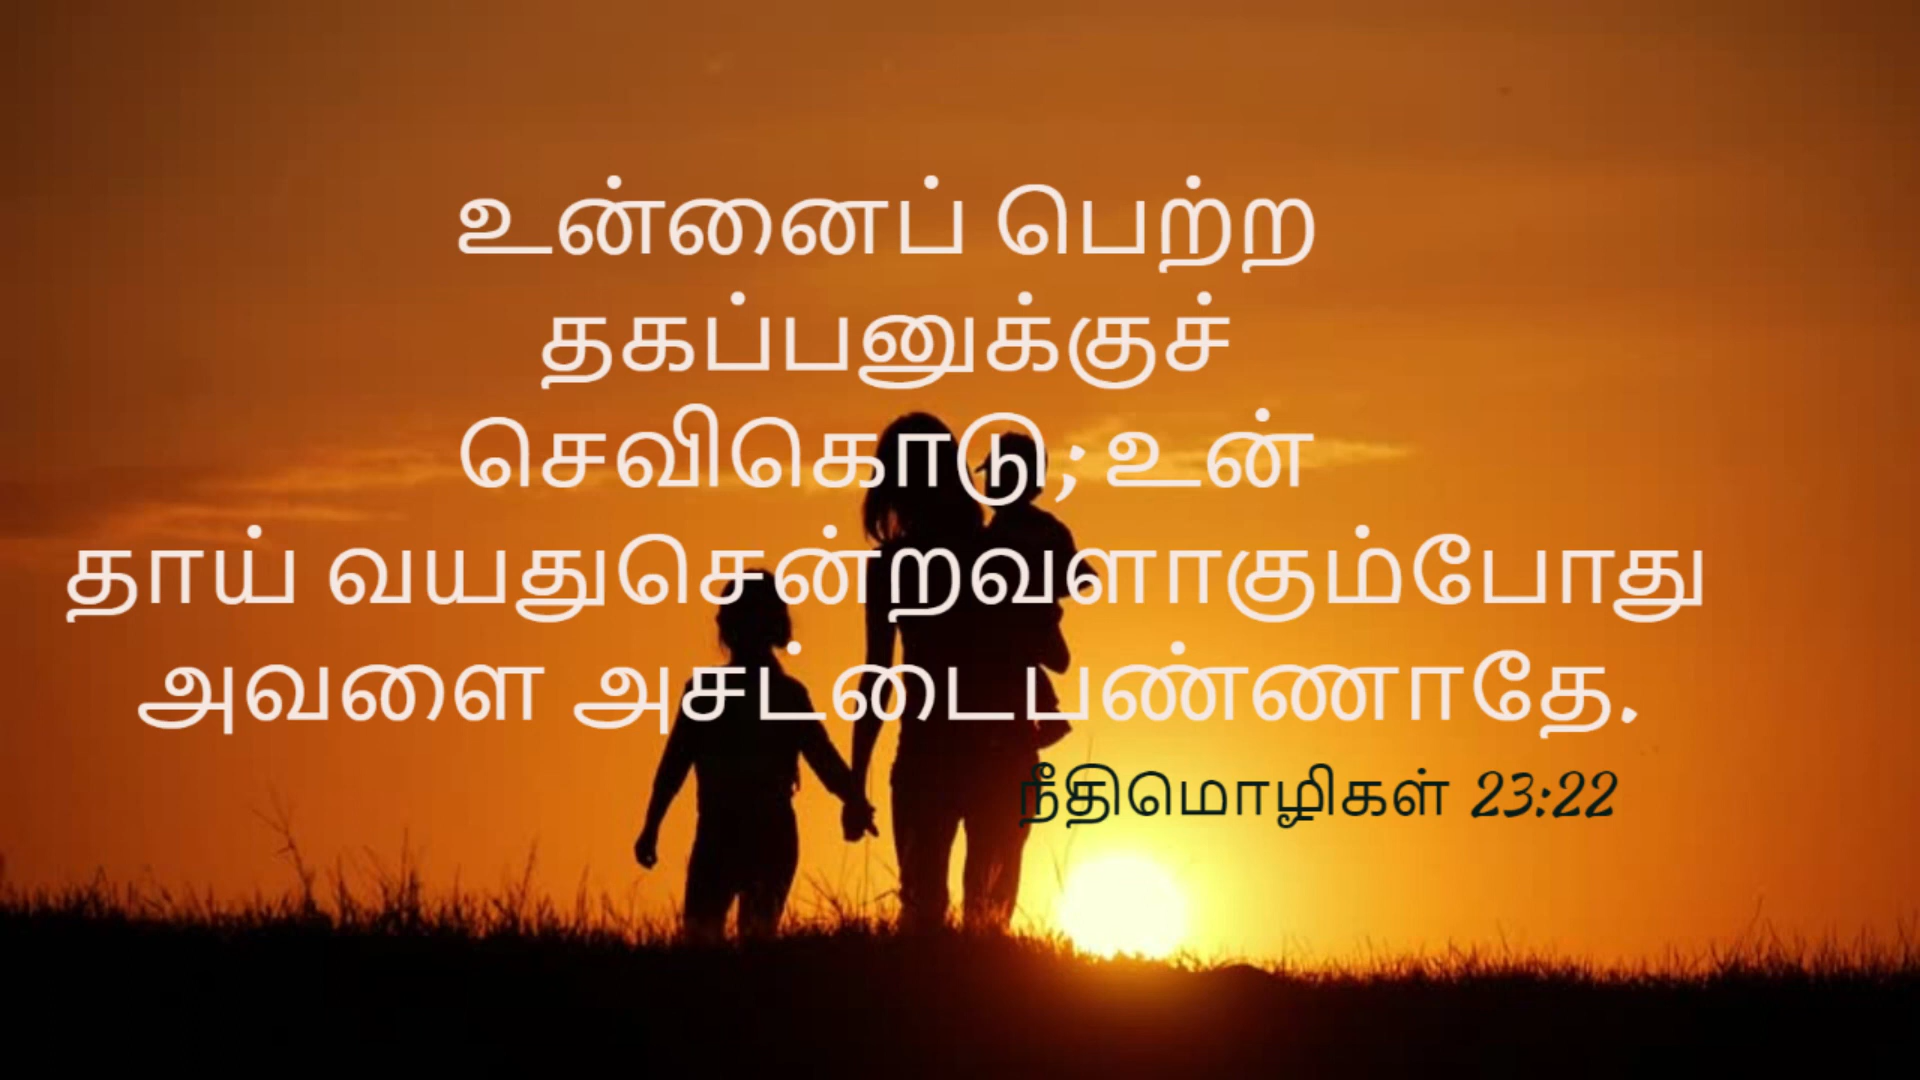 உன்னைப் பெற்ற
தகப்பனுக்குச்
செவிகொடு; உன்
தாய் வயதுசென்றவளாகும்போது
அவளை அசட்டைபண்ணாதே.
நீதிமொழிகள் 23:22